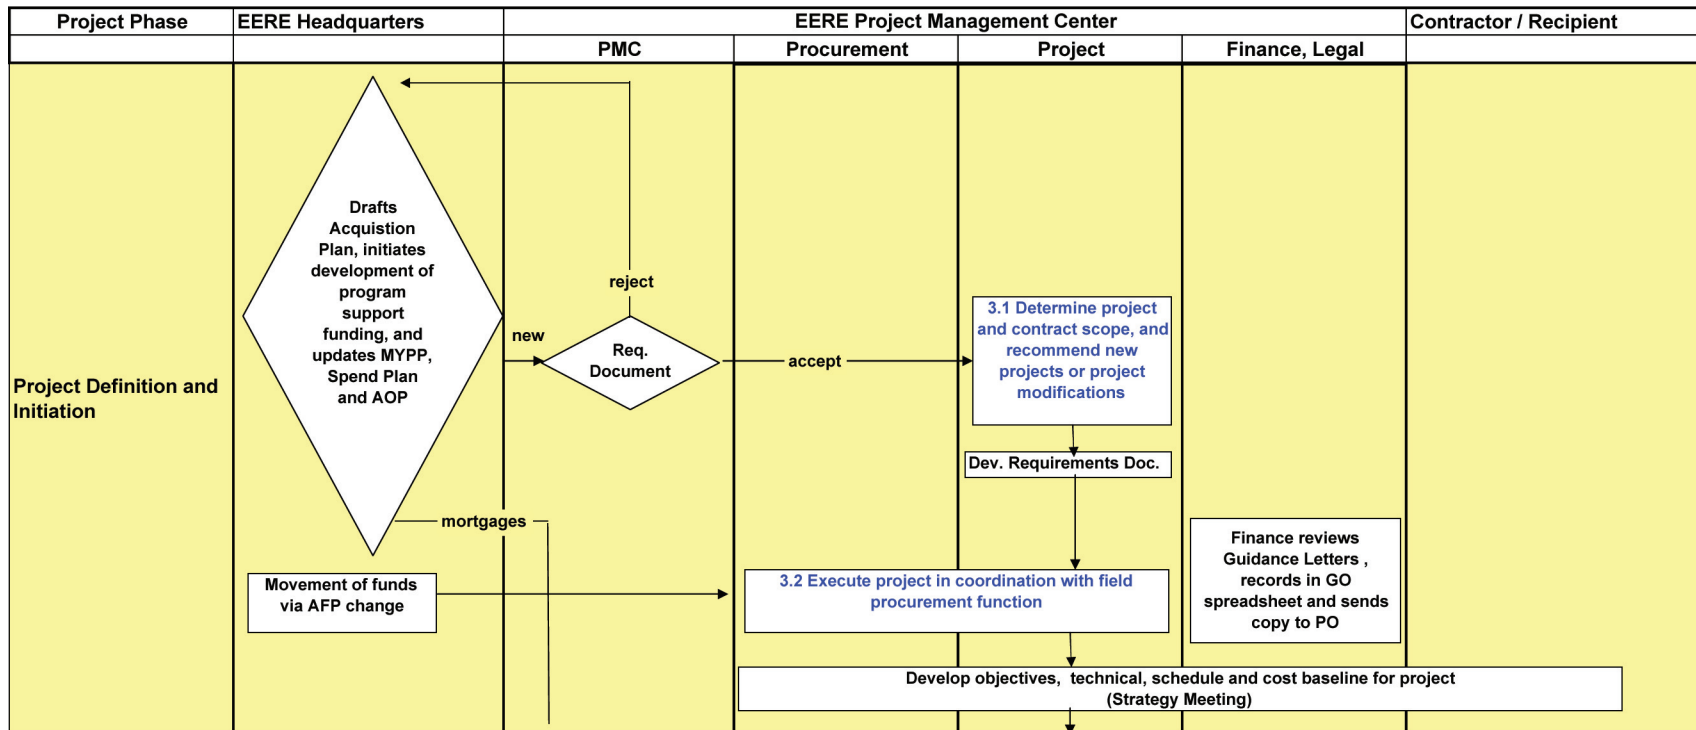 Project Phase
EERE Headquarters
EERE Project Management Center
Contractor / Recipient
PMC
Procurement
Project
Finance, Legal
Project Definition and
Initiation
Drafts
Acquistion
Plan, initiates
development of
program
support
funding, and
updates MYPP,
Spend Plan
and AOP
new
reject
Req.
Document
accept
3.1 Determine project
and contract scope, and
recommend new
projects or project
modifications
Dev. Requirements Doc.
mortgages
Movement of funds
via AFP change
3.2 Execute project in coordination with field
procurement function
Finance reviews
Guidance Letters ,
records in GO
spreadsheet and sends
copy to PO
Develop objectives, technical, schedule and cost baseline for project
(Strategy Meeting)